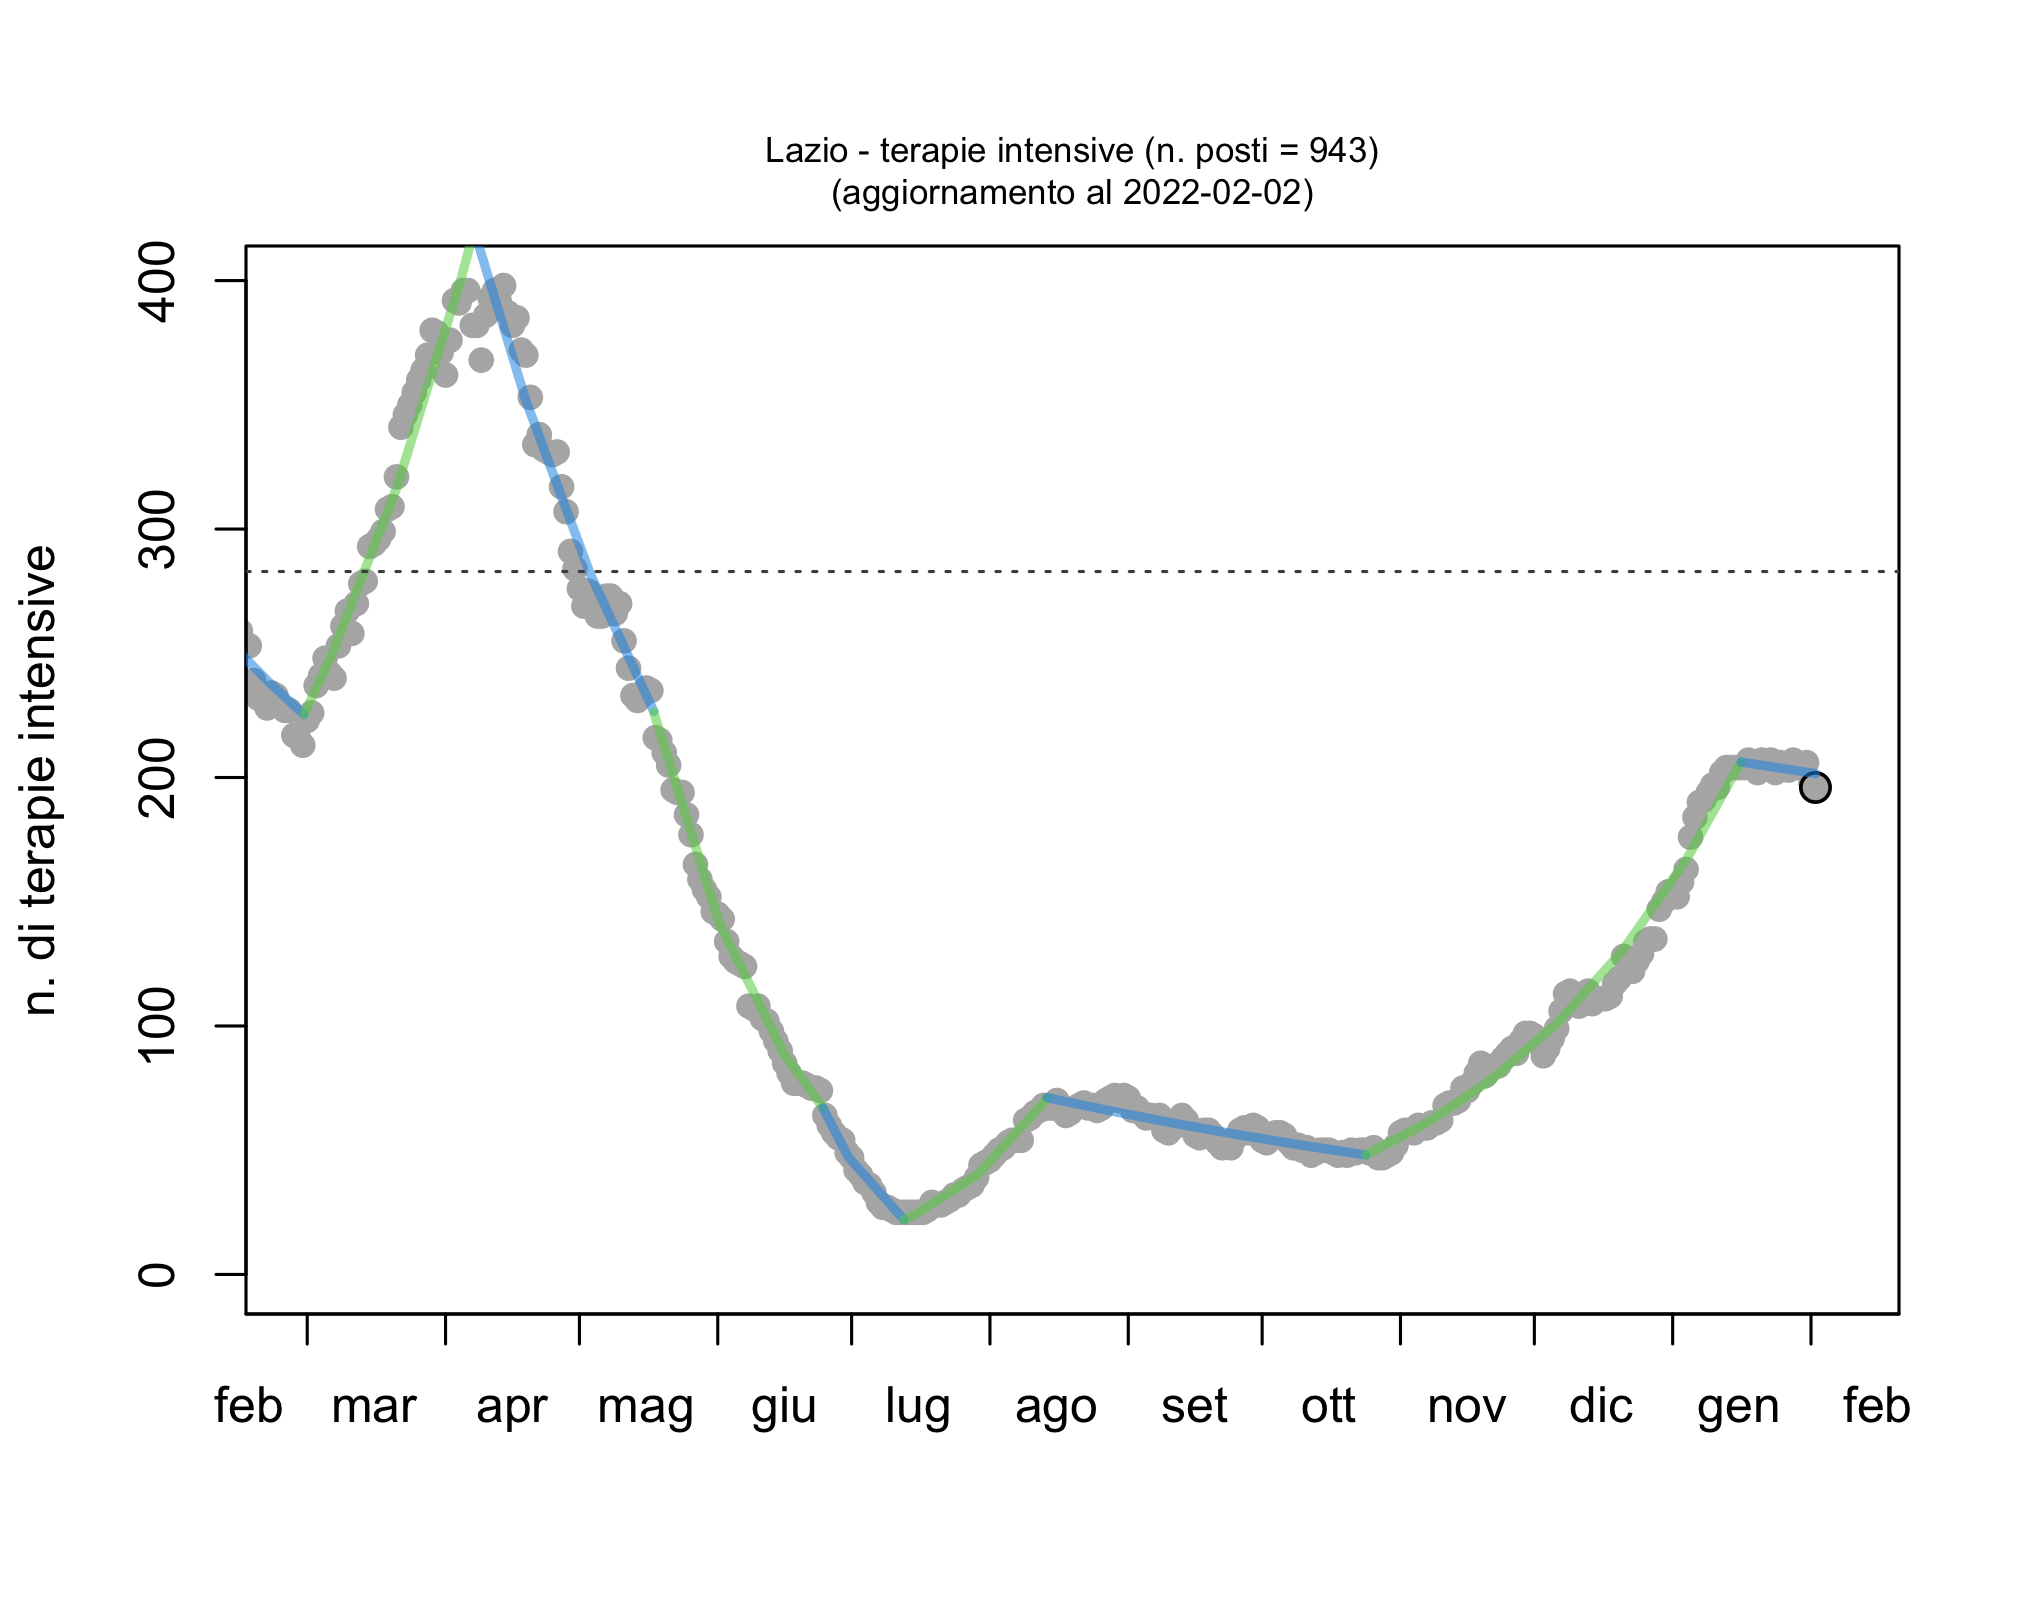 Lazio - terapie intensive (n. posti = 943)
(aggiornamento al 2022-02-02)
n. di terapie intensive
400
300
200
100
0
feb mar apr mag giu lug ago set ott nov dic gen feb